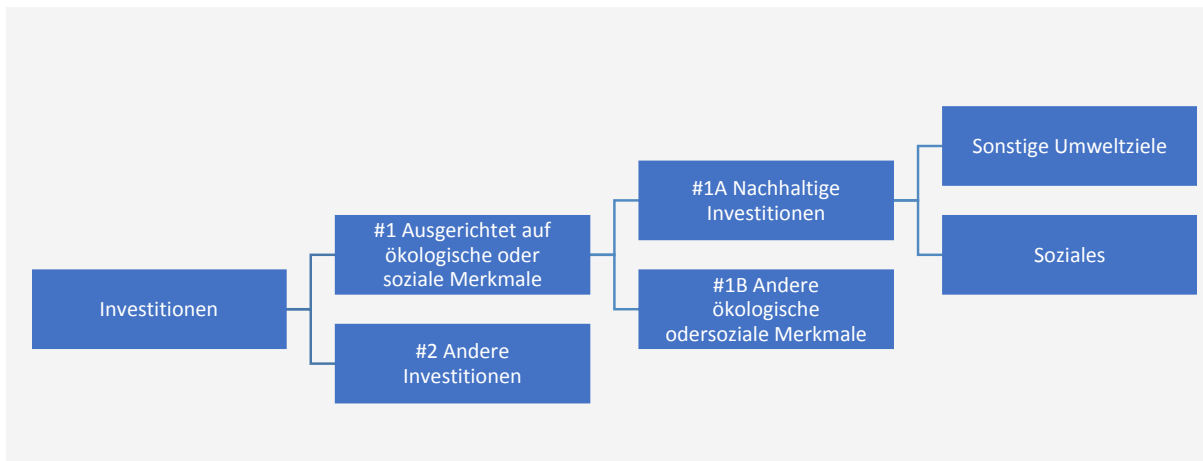 Investitionen
#1 Ausgerichtet auf
ökologische oder
soziale Merkmale
#2 Andere
Investitionen
#1A Nachhaltige
Investitionen
#1B Andere
ökologische
odersoziale Merkmale
Sonstige Umweltziele
Soziales